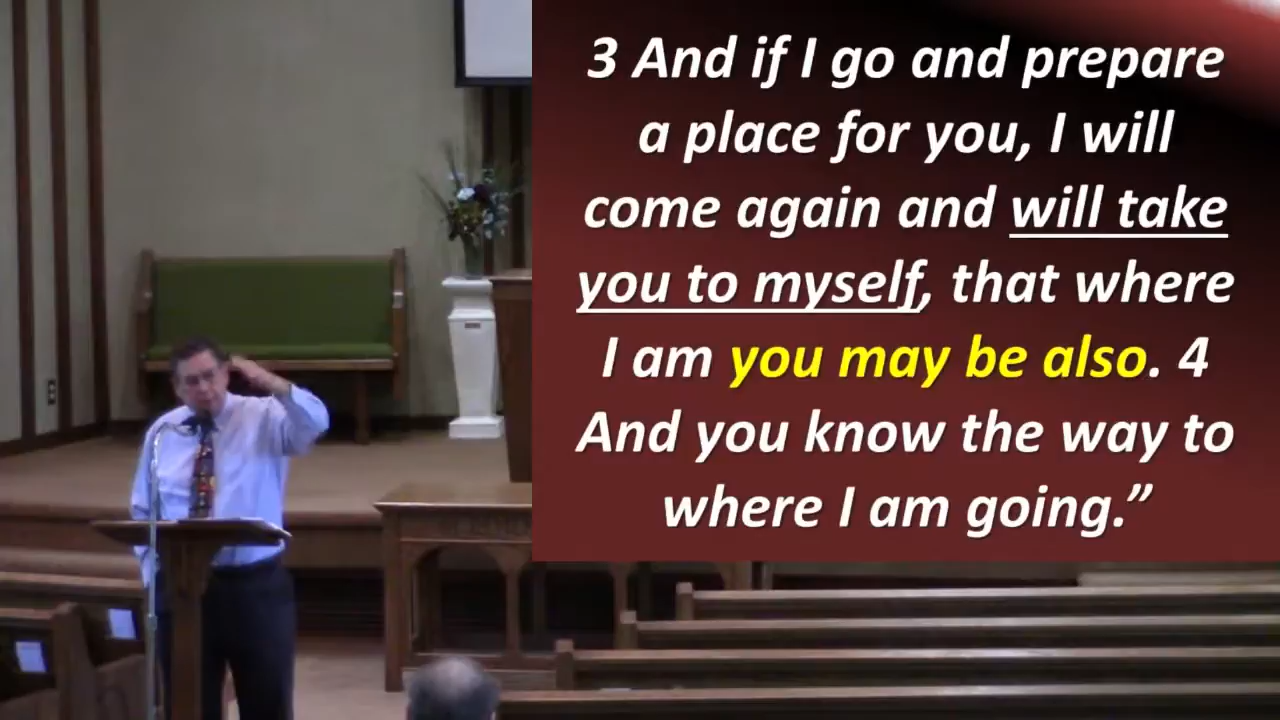 3 And if I go and prepare
a place for you, I will
come again and will take
you to myself, that where
I am you may be also. 4
And you know the way to
where I am going.”